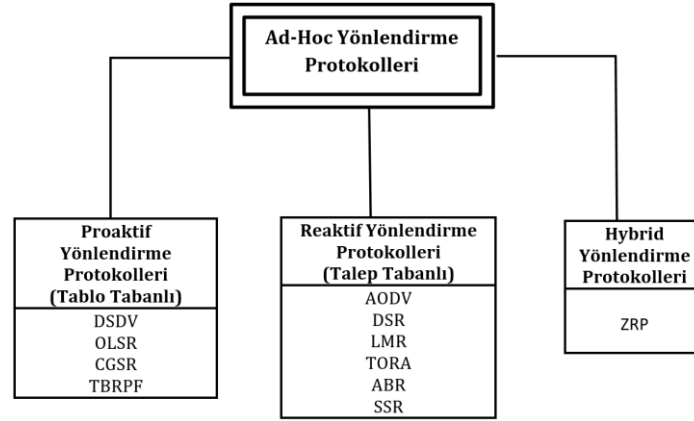 Ad-Hoc Yönlendirme
Protokolleri
Proaktif
Yönlendirme
Protokolleri
(Tablo Tabanlı)
DSDV
OLSR
CGSR
TBRPF
Reaktif Yönlendirme
Protokolleri
(Talep Tabanlı)
AODV
DSR
LMR
TORA
ABR
SSR
Hybrid
Yönlendirme
Protokolleri
ZRP